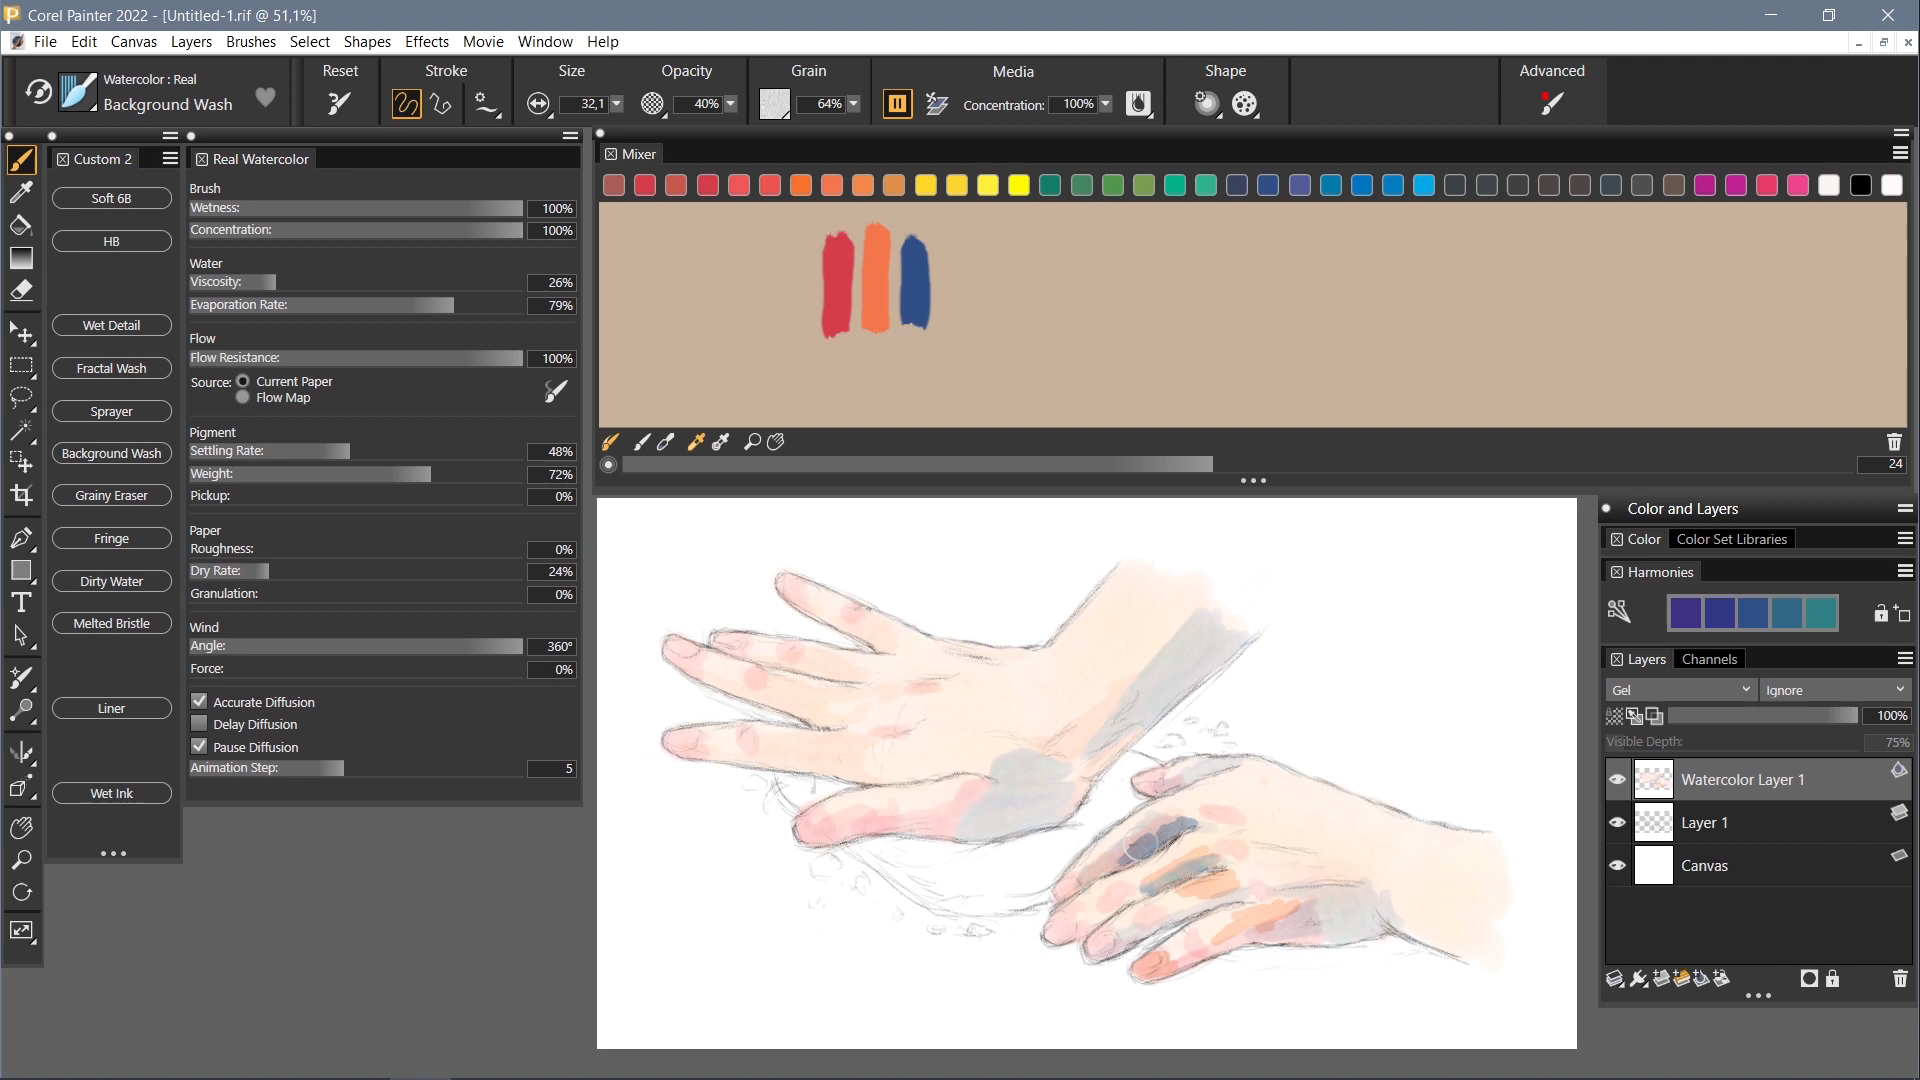 Corel Painter 2022 - [Untitled-1.rif @ 51,1%]
File Edit Canvas Layers Brushes Select Shapes Effects Movie Window Help
Watercolor : Real
Background Wash
Reset
Stroke
Size
32,1
Opacity
40%
Grain
64%
Media
Concentration: 100%
Shape
Advanced
Custom 2
Soft 6B
HB
Wet Detail
Fractal Wash
Sprayer
Background Wash
Grainy Eraser
Fringe
Dirty Water
Melted Bristle
Liner
Wet Ink
Real Watercolor
Brush
Wetness: 100%
Concentration: 100%
Water
Viscosity: 26%
Evaporation Rate: 79%
Flow
Flow Resistance: 100%
Source: Current Paper
Flow Map
Pigment
Settling Rate: 48%
Weight: 72%
Pickup: 0%
Paper
Roughness: 0%
Dry Rate: 24%
Granulation: 0%
Wind
Angle: 360°
Force: 0%
Accurate Diffusion
Delay Diffusion
Pause Diffusion
Animation Step: 5
Mixer
24
Color and Layers
Color Color Set Libraries
Harmonies
Layers Channels
Gel Ignore
100%
Visible Depth: 75%
Watercolor Layer 1
Layer 1
Canvas